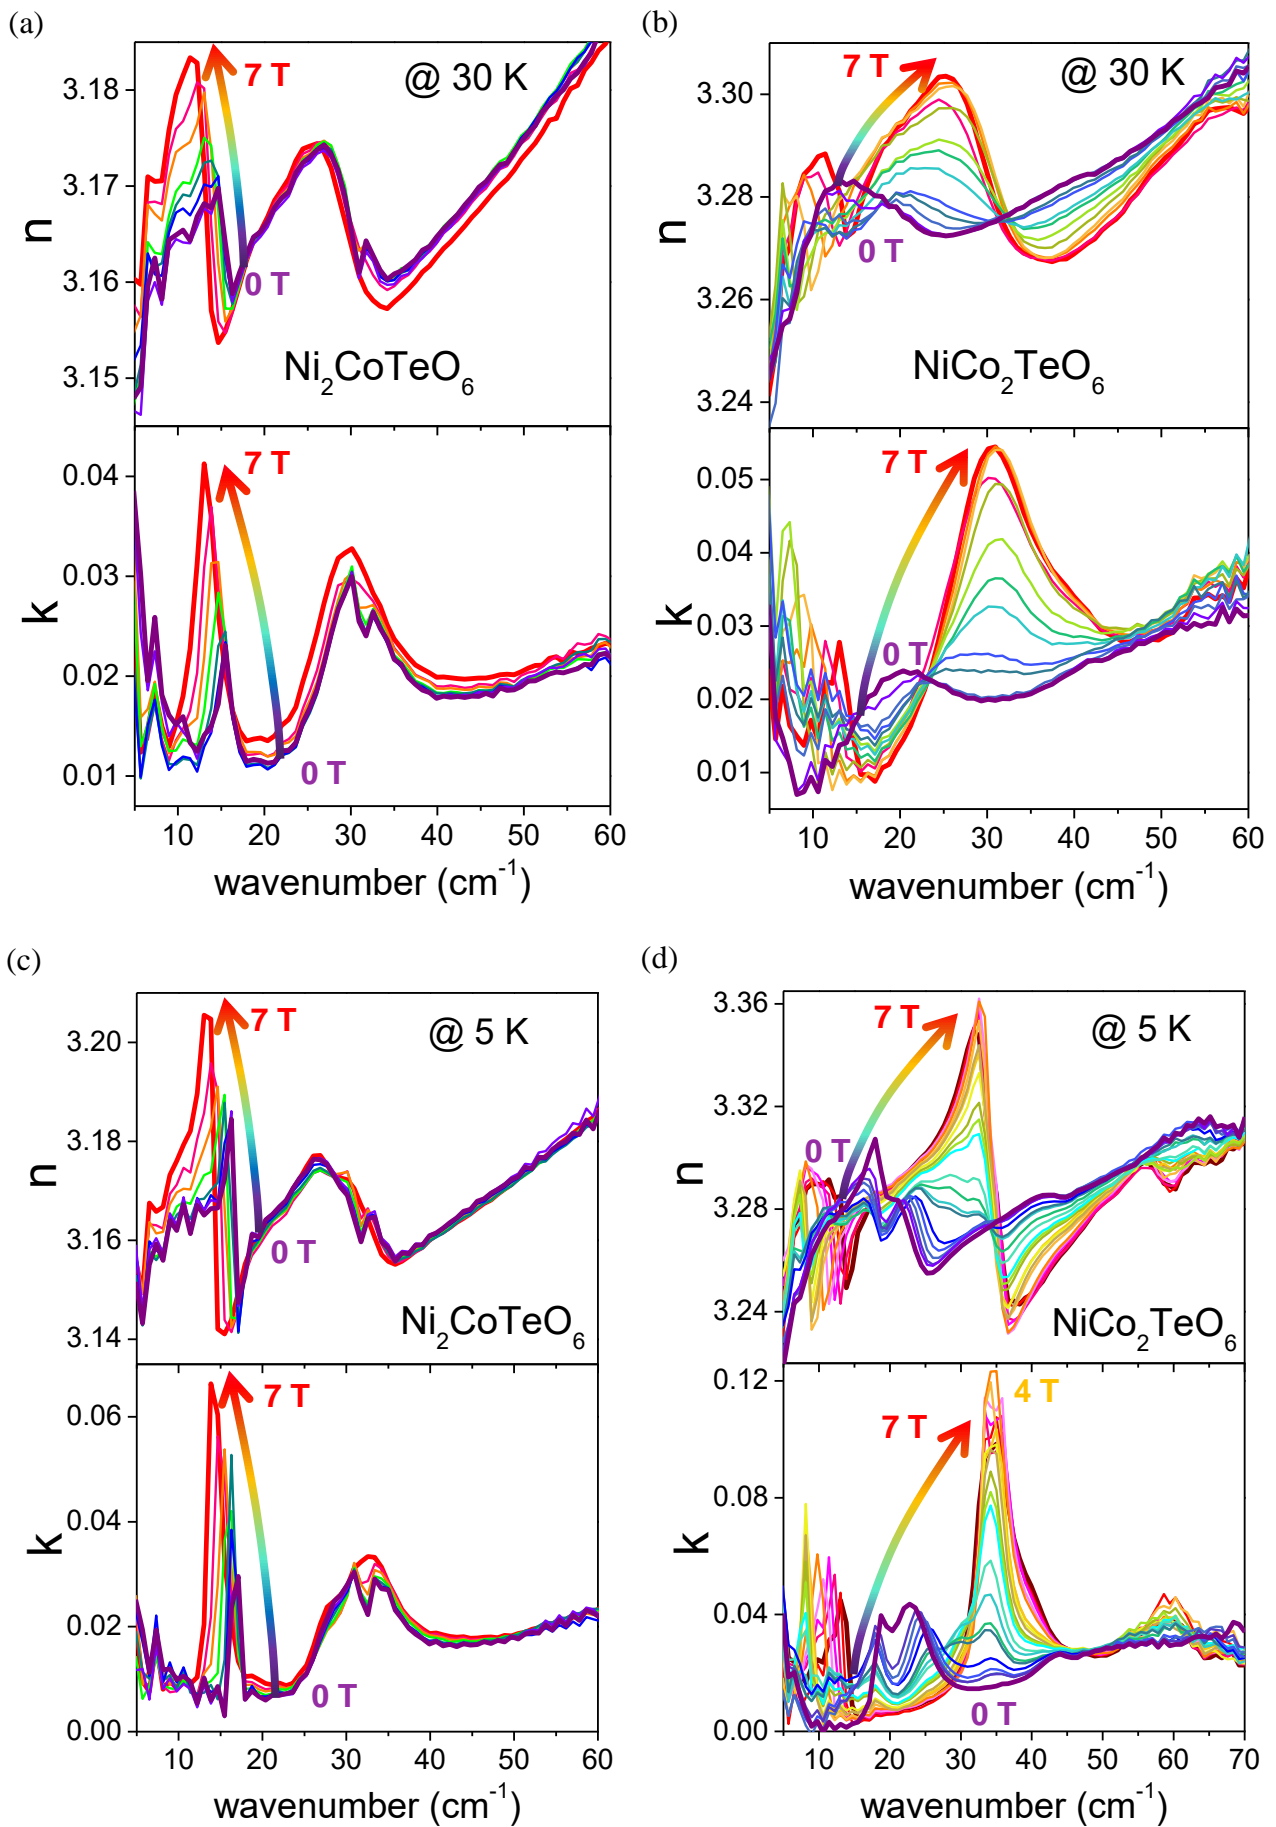 (a)
7 T
@ 30 K
3.18
3.17
n
3.16
0 T
3.15
Ni2CoTeO6
7 T
0.04
0.03
k
0.02
0.01
0 T
10 20 30 40 50 60
wavenumber (cm-1)
(b)
7 T
@ 30 K
3.30
3.28
n
0 T
3.26
NiCo2TeO6
3.24
7 T
0.05
0.04
k
0.03
0 T
0.02
0.01
10 20 30 40 50 60
wavenumber (cm-1)
(c)
7 T
@ 5 K
3.20
3.18
n
3.16
0 T
Ni2CoTeO6
3.14
7 T
0.06
0.04
k
0.02
0 T
0.00
10 20 30 40 50 60
wavenumber (cm-1)
(d)
3.36
7 T
@ 5 K
3.32
0 T
n
3.28
3.24
NiCo2TeO6
0.12
4 T
7 T
0.08
k
0.04
0 T
0.00
10 20 30 40 50 60 70
wavenumber (cm-1)